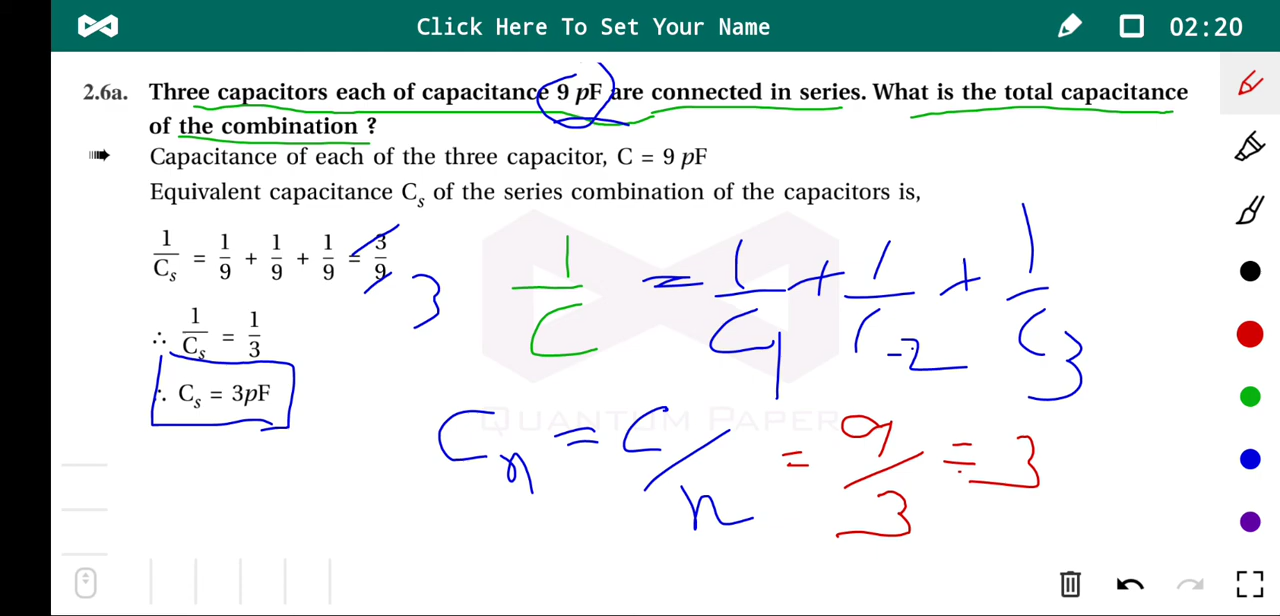 Click Here To Set Your Name
02:20
2.6a. Three capacitors each of capacitance 9 pF are connected in series. What is the total capacitance
of the combination ?
Capacitance of each of the three capacitor, C = 9 pF
Equivalent capacitance Cₛ of the series combination of the capacitors is,
1/Cₛ = 1/9 + 1/9 + 1/9 = 3/9
3
1/C = 1/C₁ + 1/C₂ + 1/C₃
∴ 1/Cₛ = 1/3
∴ Cₛ = 3pF
QUANTUM PAPER
Cₙ = C/n = 9/3 = 3